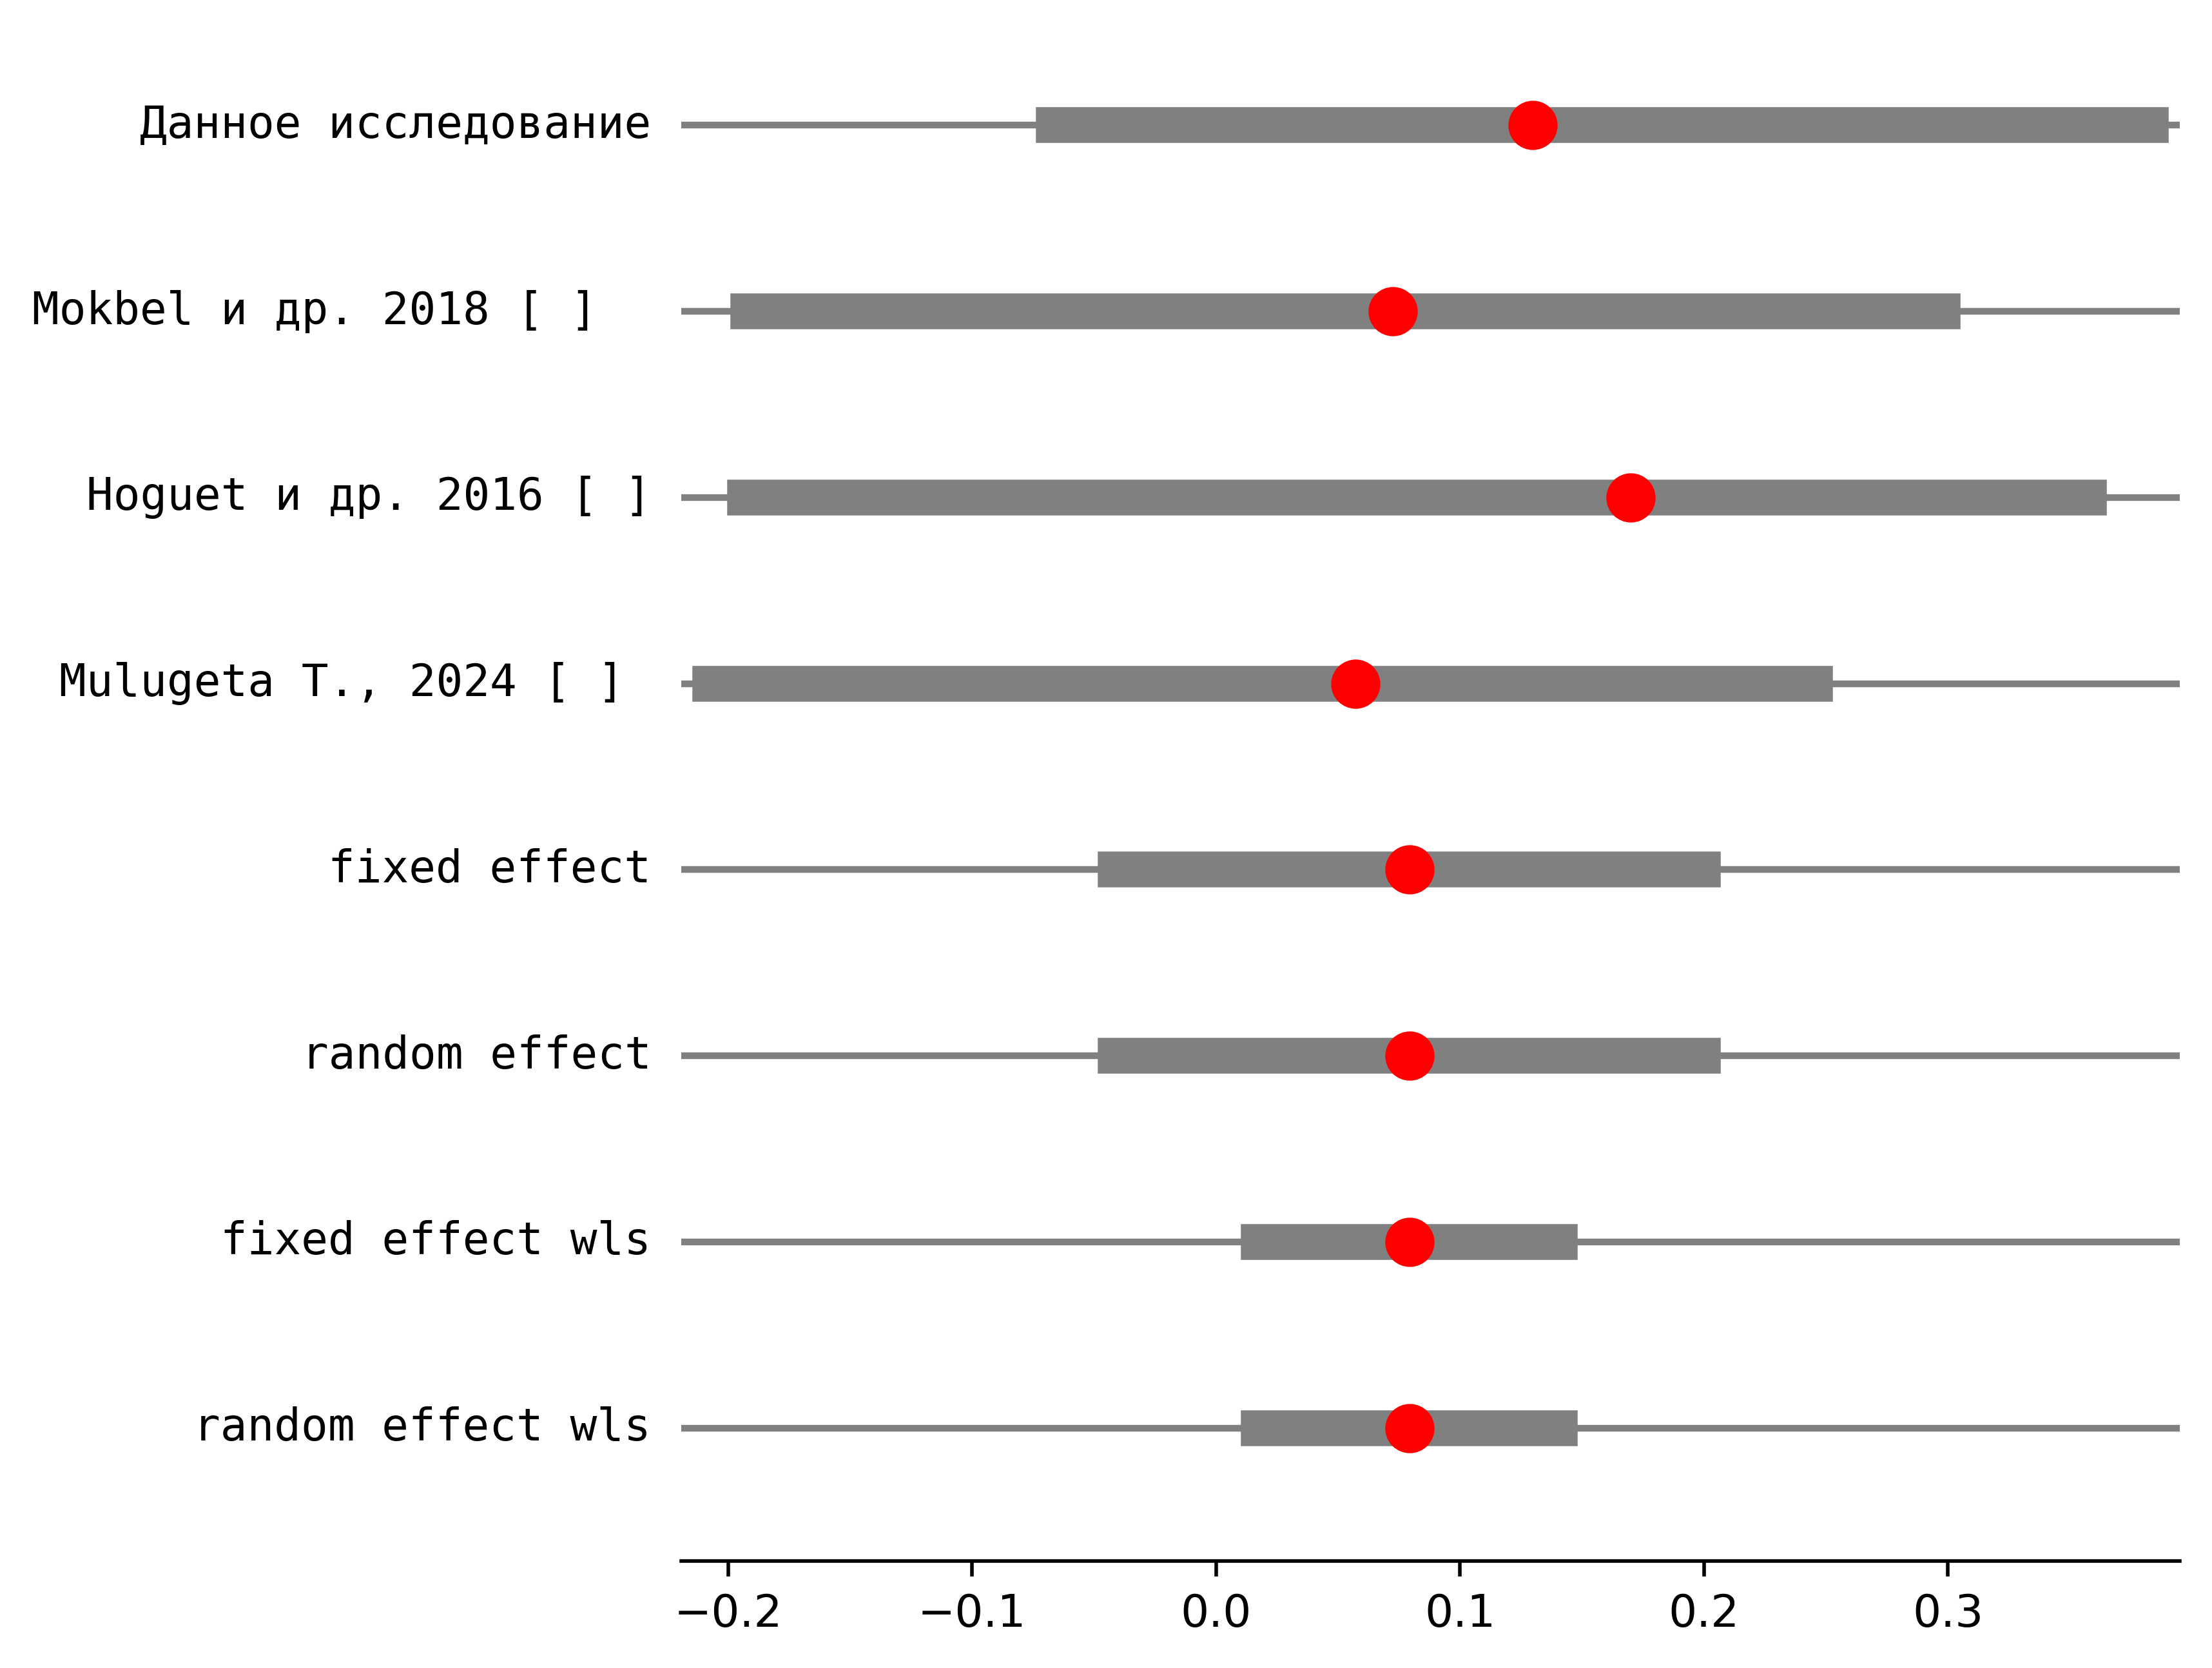 Данное исследование
Mokbel и др. 2018 [ ]
Hoguet и др. 2016 [ ]
Mulugeta T., 2024 [ ]
fixed effect
random effect
fixed effect wls
random effect wls
−0.2 −0.1 0.0 0.1 0.2 0.3